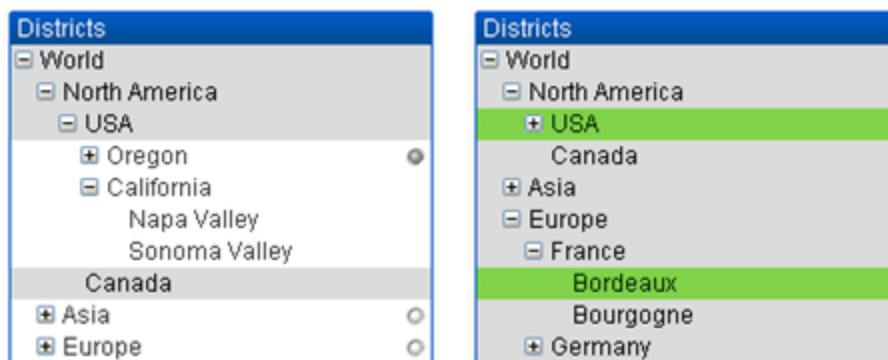 Districts
World
North America
USA
Oregon
California
Napa Valley
Sonoma Valley
Canada
Asia
Europe
Districts
World
North America
USA
Canada
Asia
Europe
France
Bordeaux
Bourgogne
Germany